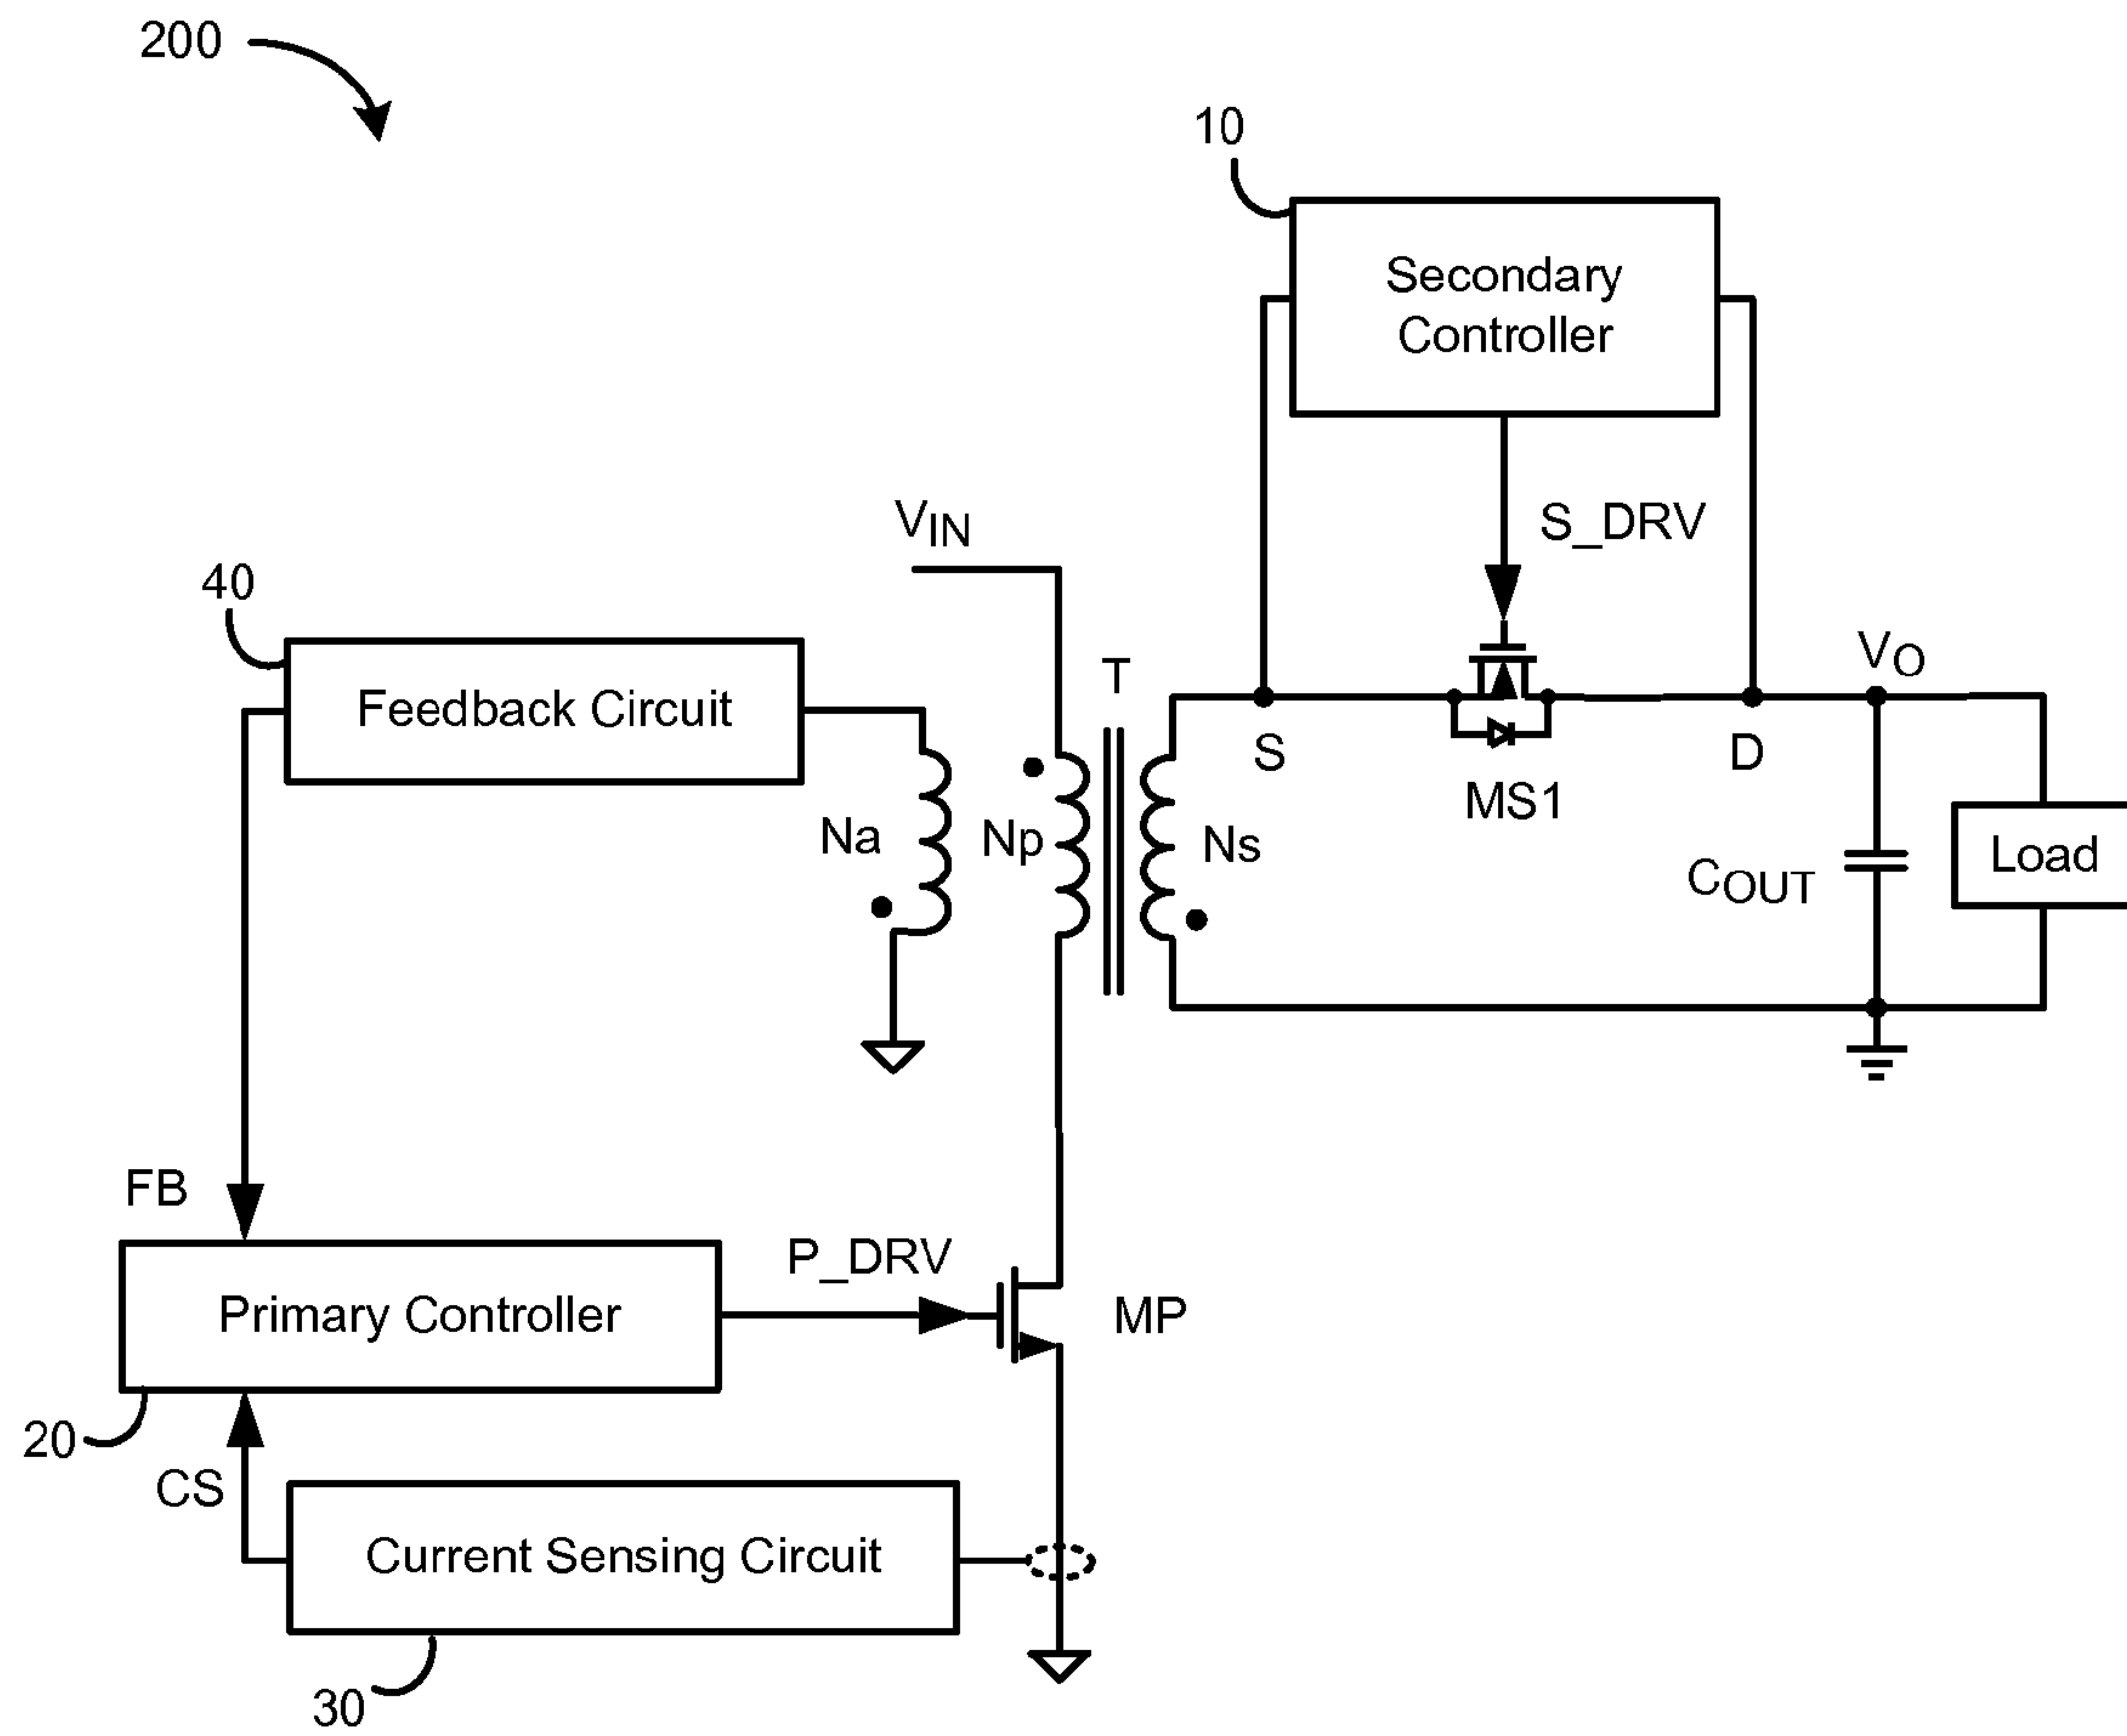 200
10
Secondary
Controller
S_DRV
VIN
40
Feedback Circuit
T
VO
S
D
MS1
Na
Np
Ns
COUT
Load
FB
P_DRV
Primary Controller
MP
20
CS
Current Sensing Circuit
30